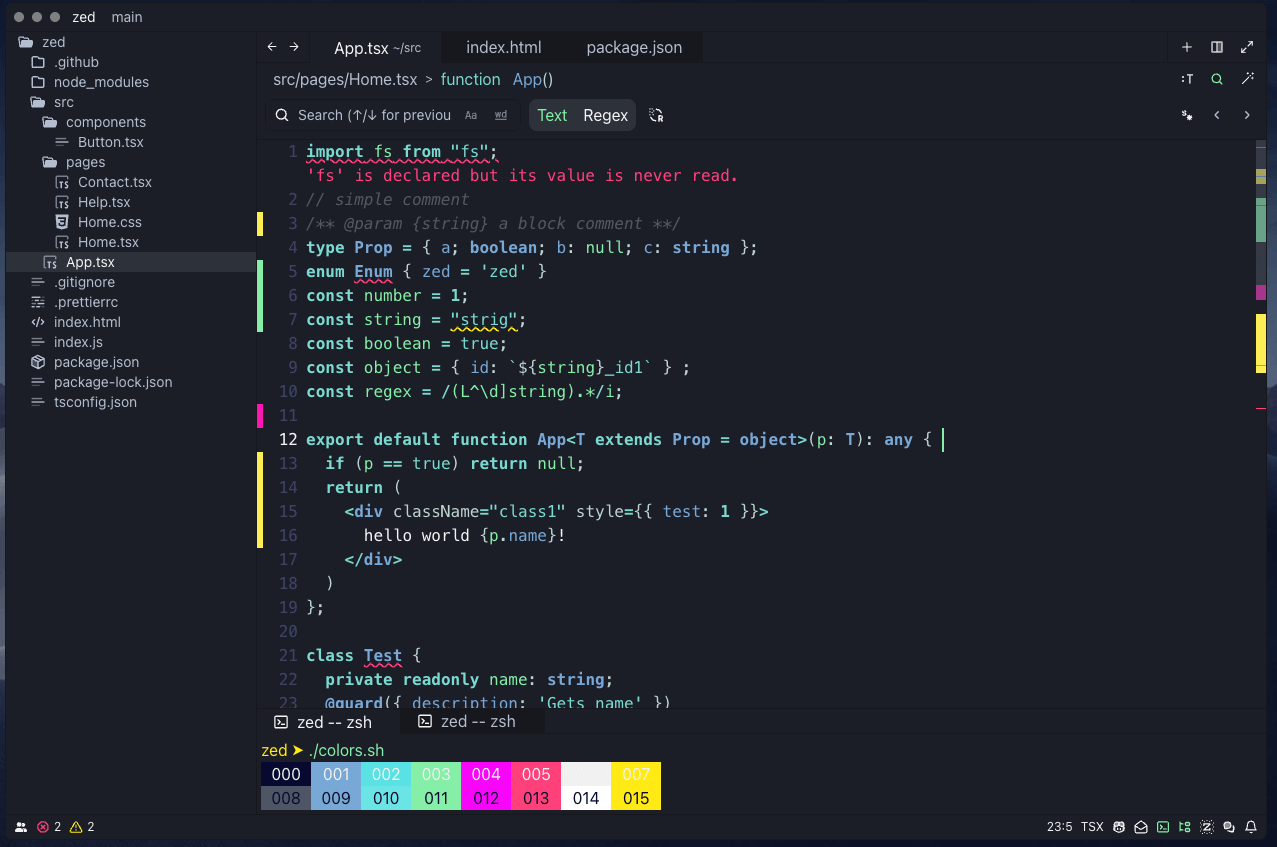 zed main
zed
.github
node_modules
src
components
Button.tsx
pages
Contact.tsx
Help.tsx
Home.css
Home.tsx
App.tsx
.gitignore
.prettierrc
index.html
index.js
package.json
package-lock.json
tsconfig.json
← → App.tsx ~/src index.html package.json
src/pages/Home.tsx > function App()
Search (↑/↓ for previou Aa wd Text Regex
1 import fs from "fs";
'fs' is declared but its value is never read.
2 // simple comment
3 /** @param {string} a block comment **/
4 type Prop = { a; boolean; b: null; c: string };
5 enum Enum { zed = 'zed' }
6 const number = 1;
7 const string = "strig";
8 const boolean = true;
9 const object = { id: `${string}_id1` } ;
10 const regex = /(L^\d]string).*/i;
11
12 export default function App<T extends Prop = object>(p: T): any {
13 if (p == true) return null;
14 return (
15 <div className="class1" style={{ test: 1 }}>
16 hello world {p.name}!
17 </div>
18 )
19 };
20
21 class Test {
22 private readonly name: string;
23 @guard({ description: 'Gets name' })
zed -- zsh zed -- zsh
zed ➤ ./colors.sh
000 001 002 003 004 005 007
008 009 010 011 012 013 014 015
2 2 23:5 TSX